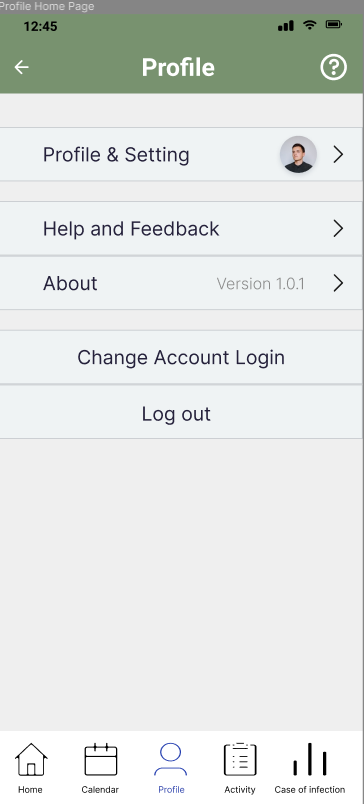 Profile Home Page
12:45
Profile
Profile & Setting
Help and Feedback
About
Version 1.0.1
Change Account Login
Log out
Home
Calendar
Profile
Activity
Case of infection